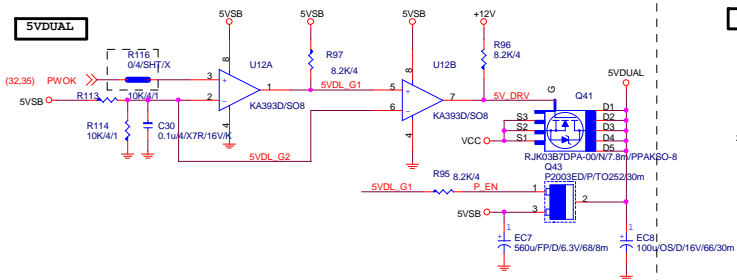 5VDUAL
5VSB
5VSB
5VSB
+12V
R116
0/4/SHT/X
(32,35) PWOK
U12A
R97
8.2K/4
U12B
R96
8.2K/4
5VDUAL
8
3
+
2
-
1
4
5VDL_G1
8
5
+
6
-
7
4
5V_DRV
G
Q41
5VSB
R113
10K/4/1
KA393D/SO8
KA393D/SO8
R114
10K/4/1
C30
0.1u/4/X7R/16V/K
S3
S2
S1
D1
D2
D3
D4
D5
VCC
RJK03B7DPA-00/N/7.8m/PPAKSO-8
5VDL_G2
Q43
P2003ED/P/TO252/30m
5VDL_G1
R95
8.2K/4
P_EN
1
2
3
5VSB
1
+
EC7
560u/FP/D/6.3V/68/8m
1
+
EC8
100u/OS/D/16V/66/30m